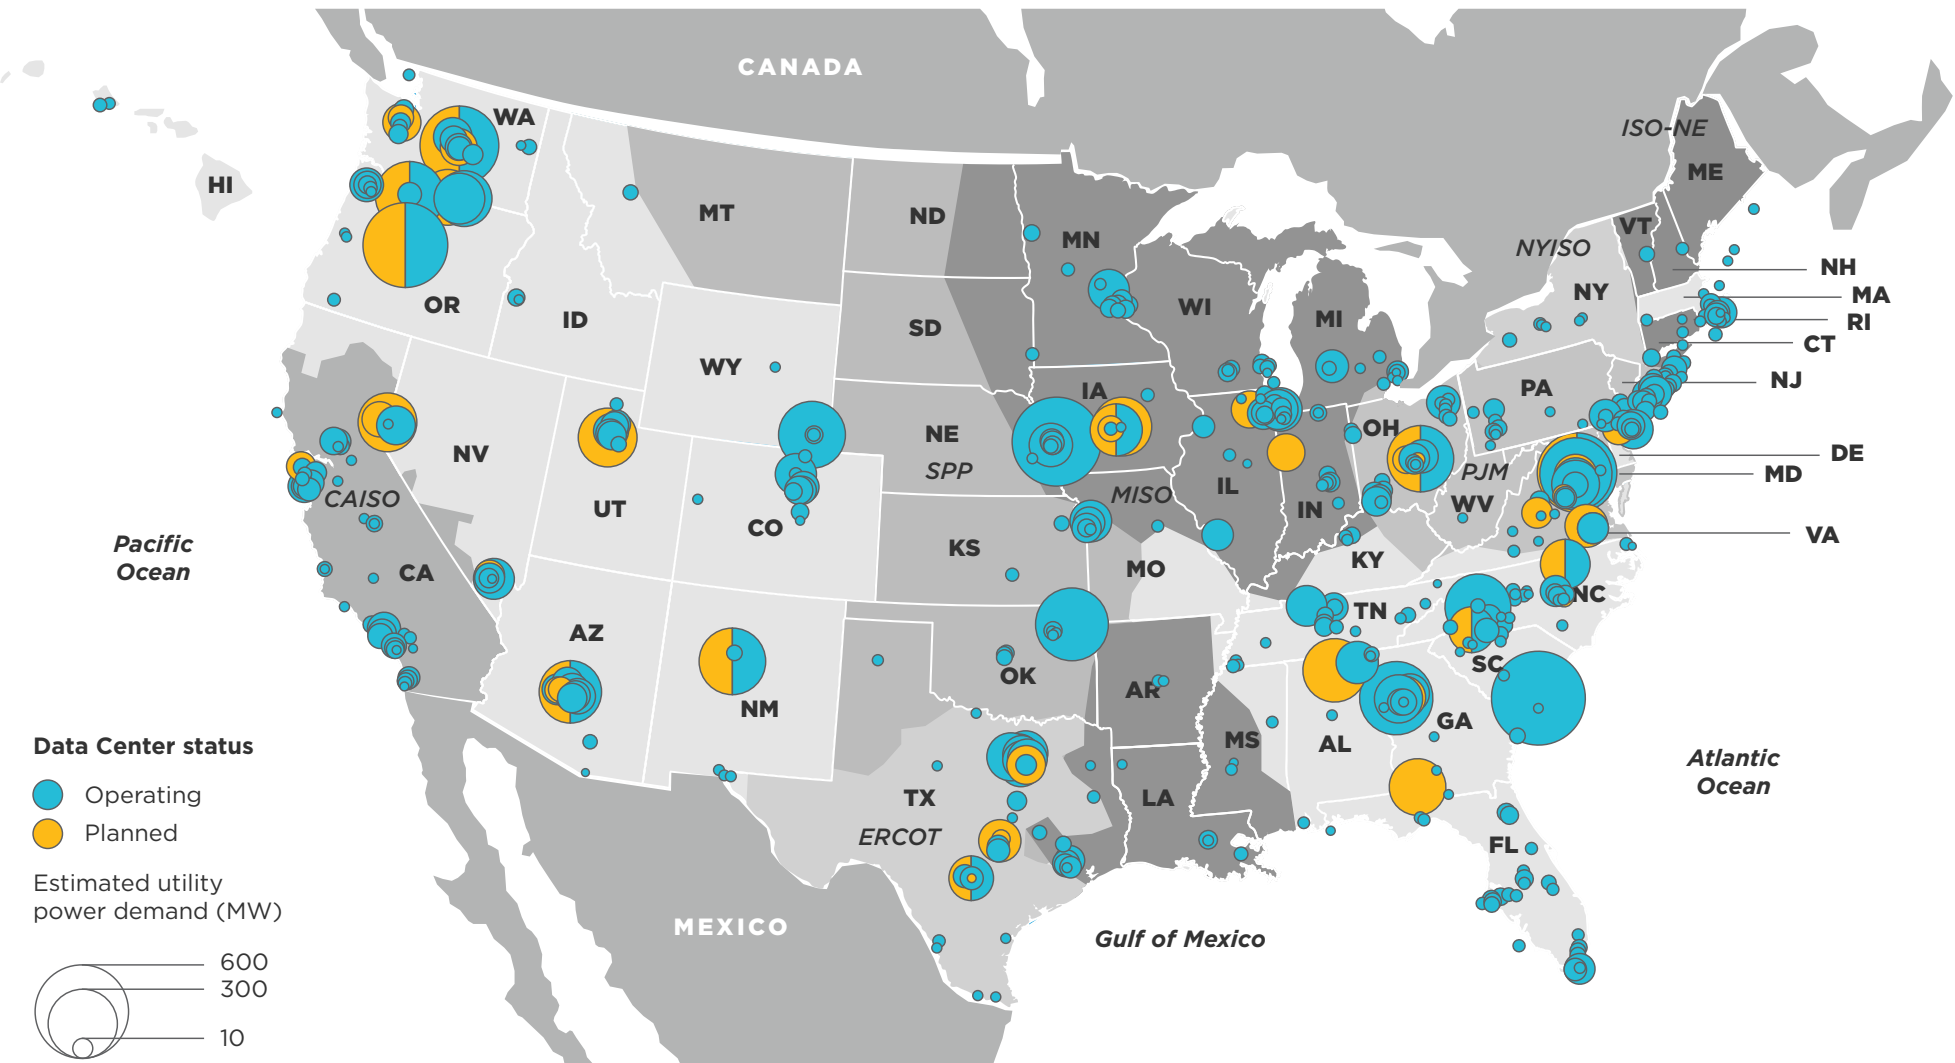 CANADA
ISO-NE
WA
ME
HI
MT
ND
MN
VT
NYISO
NH
NY
MA
OR
ID
SD
WI
MI
RI
CT
WY
IA
PA
NJ
NE
OH
NV
DE
SPP
PJM
MD
CAISO
UT
MISO
IL
WV
CO
IN
VA
Pacific
Ocean
KS
CA
MO
KY
NC
AZ
TN
OK
SC
NM
AR
GA
Data Center status
MS
AL
Atlantic
Ocean
Operating
TX
LA
Planned
ERCOT
FL
Estimated utility
power demand (MW)
MEXICO
Gulf of Mexico
600
300
10